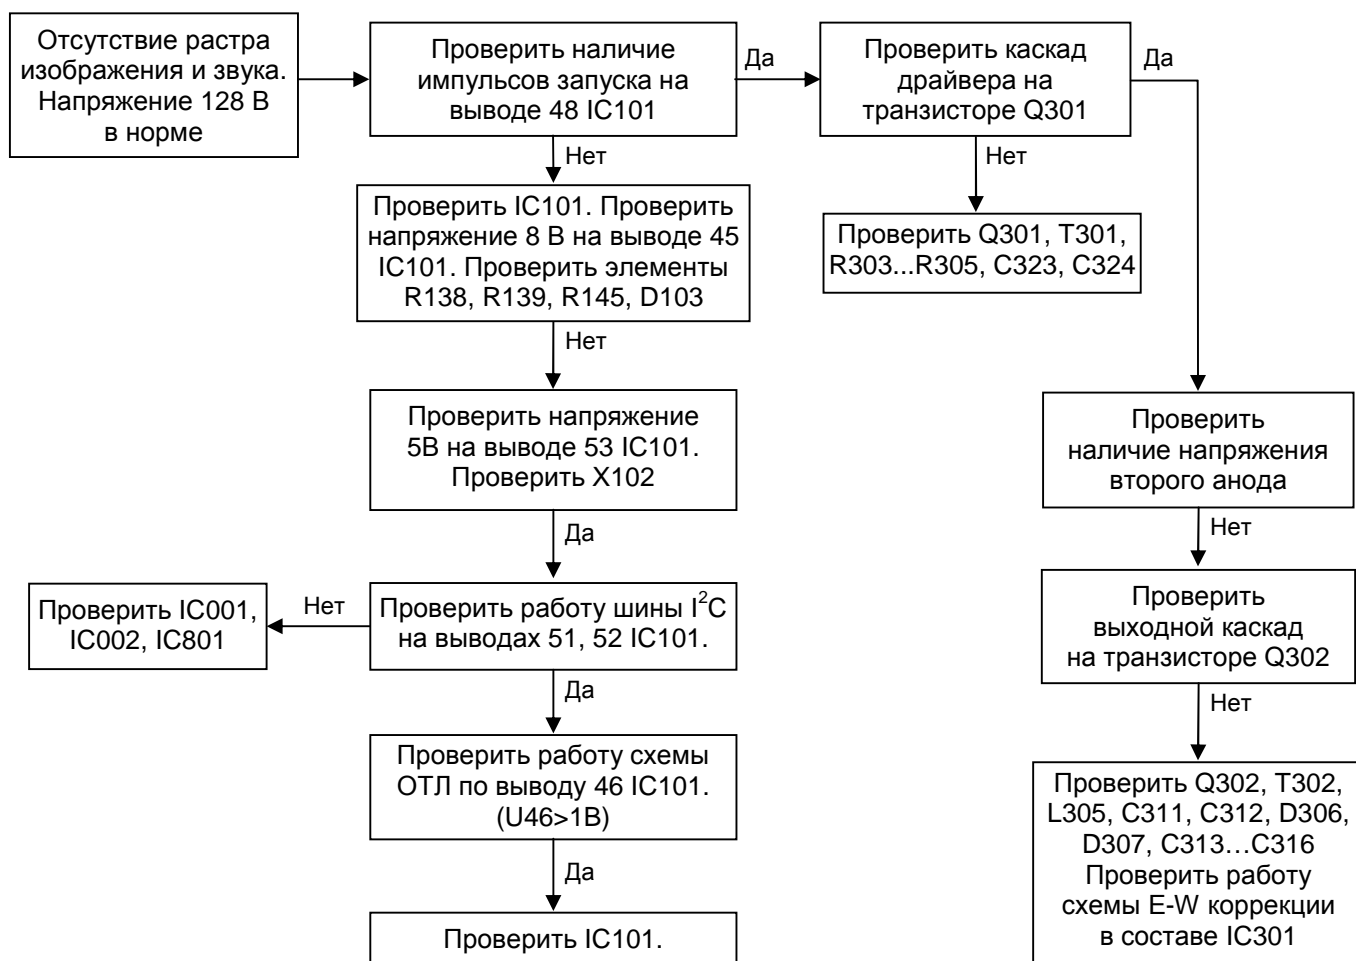 Отсутствие растра
изображения и звука.
Напряжение 128 В
в норме
Проверить наличие
импульсов запуска на
выводе 48 IC101
Да
Проверить каскад
драйвера на
транзисторе Q301
Да
Нет
Нет
Проверить IC101. Проверить
напряжение 8 В на выводе 45
IC101. Проверить элементы
R138, R139, R145, D103
Проверить Q301, T301,
R303...R305, C323, C324
Нет
Проверить напряжение
5В на выводе 53 IC101.
Проверить X102
Проверить
наличие напряжения
второго анода
Да
Нет
Проверить IC001,
IC002, IC801
Нет
Проверить работу шины I²C
на выводах 51, 52 IC101.
Проверить
выходной каскад
на транзисторе Q302
Да
Нет
Проверить работу схемы
ОТЛ по выводу 46 IC101.
(U46>1В)
Проверить Q302, T302,
L305, C311, C312, D306,
D307, C313…C316
Проверить работу
схемы E-W коррекции
в составе IC301
Да
Проверить IC101.